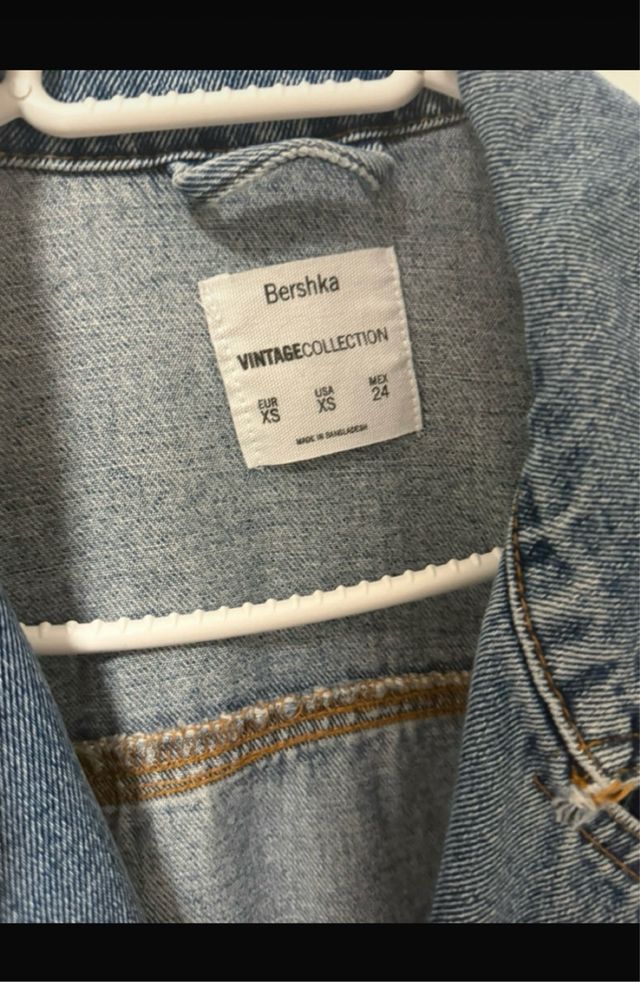 Bershka
VINTAGECOLLECTION
EUR USA MEX
XS XS 24
MADE IN BANGLADESH